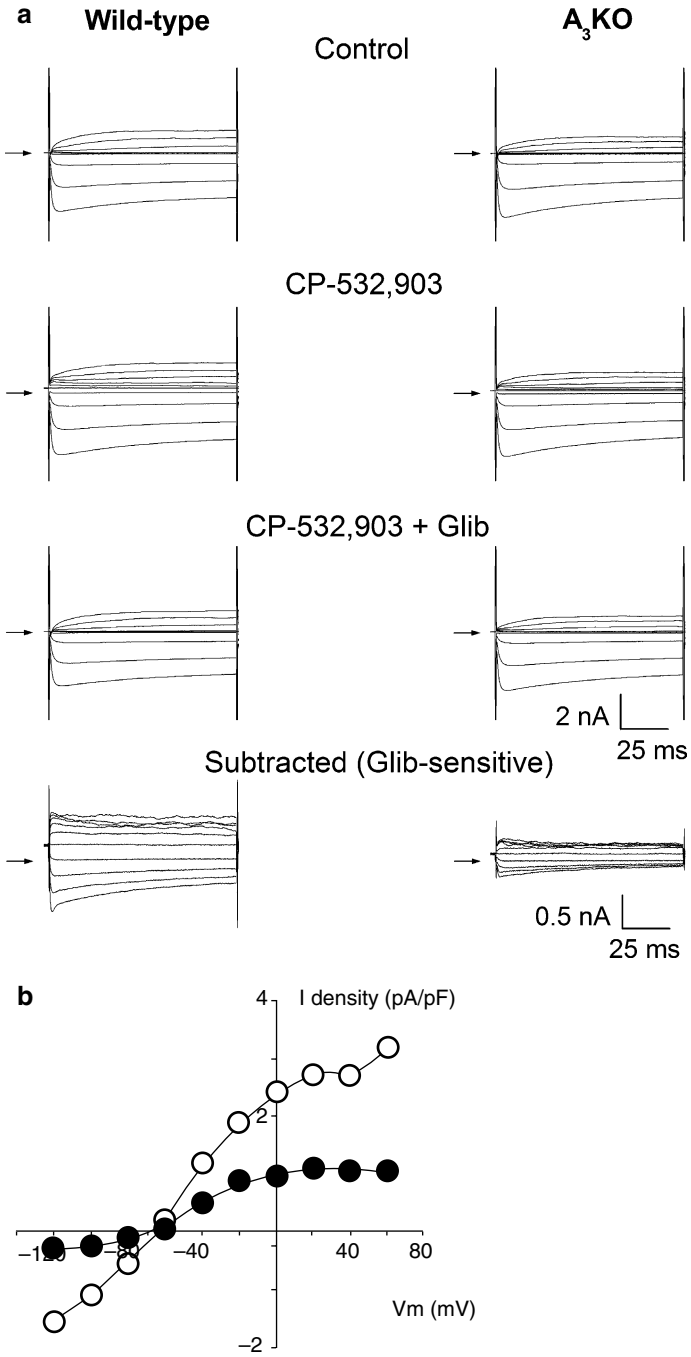 a
Wild-type A3KO
Control
CP-532,903
CP-532,903 + Glib
2 nA
25 ms
Subtracted (Glib-sensitive)
0.5 nA
25 ms
b
4 I density (pA/pF)
2
−120 −80 −40 40 80
Vm (mV)
−2